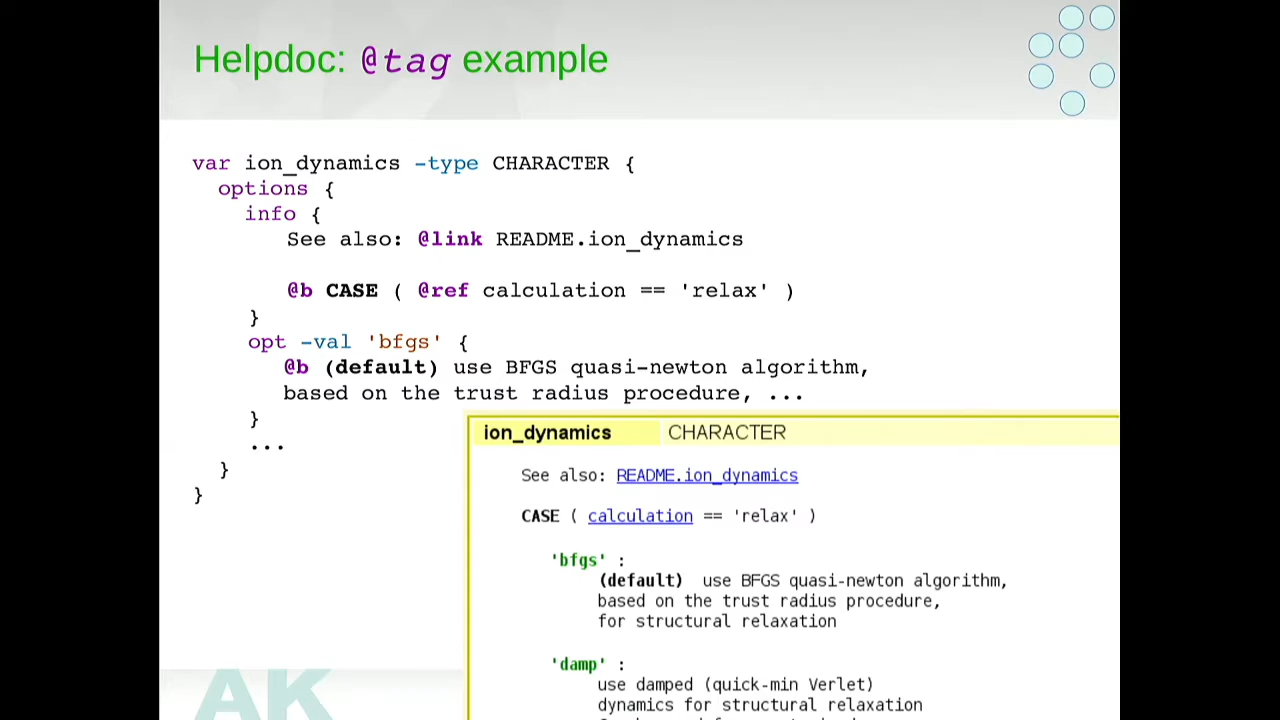 Helpdoc: @tag example
var ion_dynamics -type CHARACTER {
options {
info {
See also: @link README.ion_dynamics
@b CASE ( @ref calculation == 'relax' )
}
opt -val 'bfgs' {
@b (default) use BFGS quasi-newton algorithm,
based on the trust radius procedure, ...
}
...
}
}
ion_dynamics CHARACTER
See also: README.ion_dynamics
CASE ( calculation == 'relax' )
'bfgs' :
(default) use BFGS quasi-newton algorithm,
based on the trust radius procedure,
for structural relaxation
'damp' :
use damped (quick-min Verlet)
dynamics for structural relaxation
AK